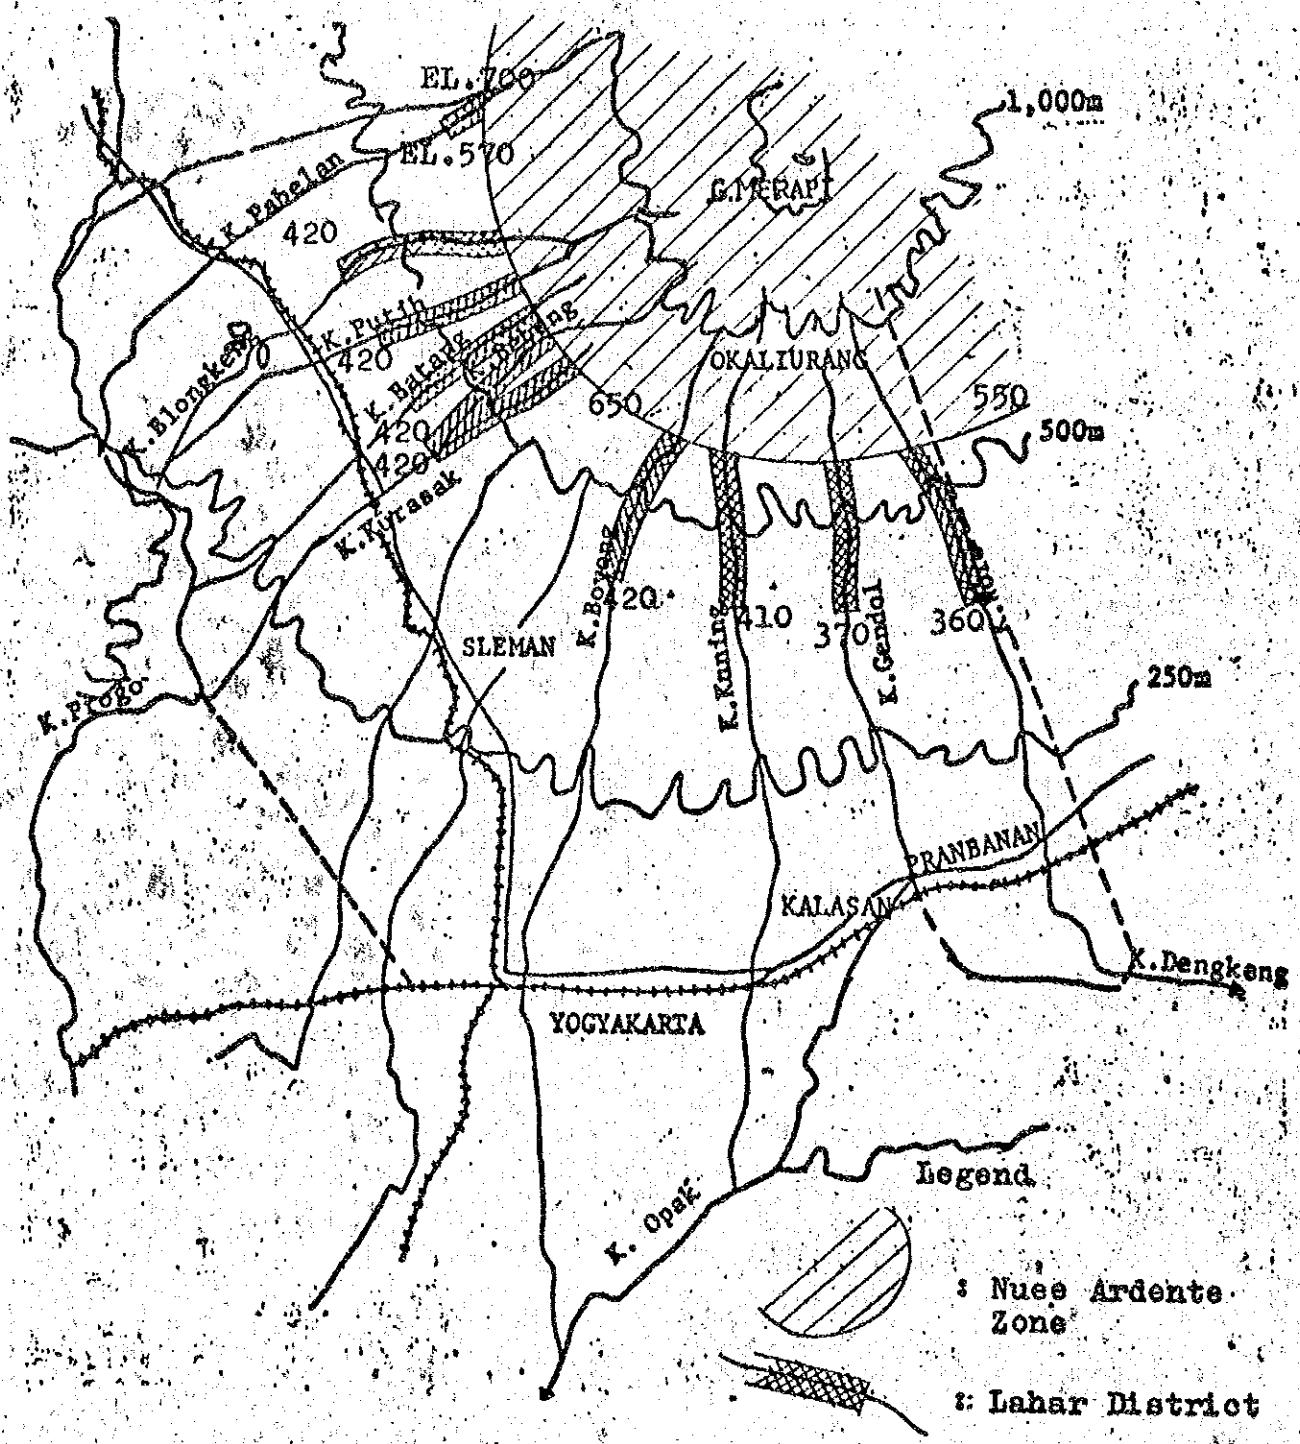 EL.700
1,000m
EL.570
G.MERAPI
K.Pabelan
420
K.Putih
K.Batang
420
OKALIURANG
K.Blongkeng
650
550
500m
420
420
K.Krasak
K.Boyong
420
410
370
360
K.Kuning
K.Gendol
SLEMAN
250m
K.Progo
PRANBANAN
KALASAN
K.Dengkeng
YOGYAKARTA
K. Opak
Legend
: Nuee Ardente
Zone
: Lahar District